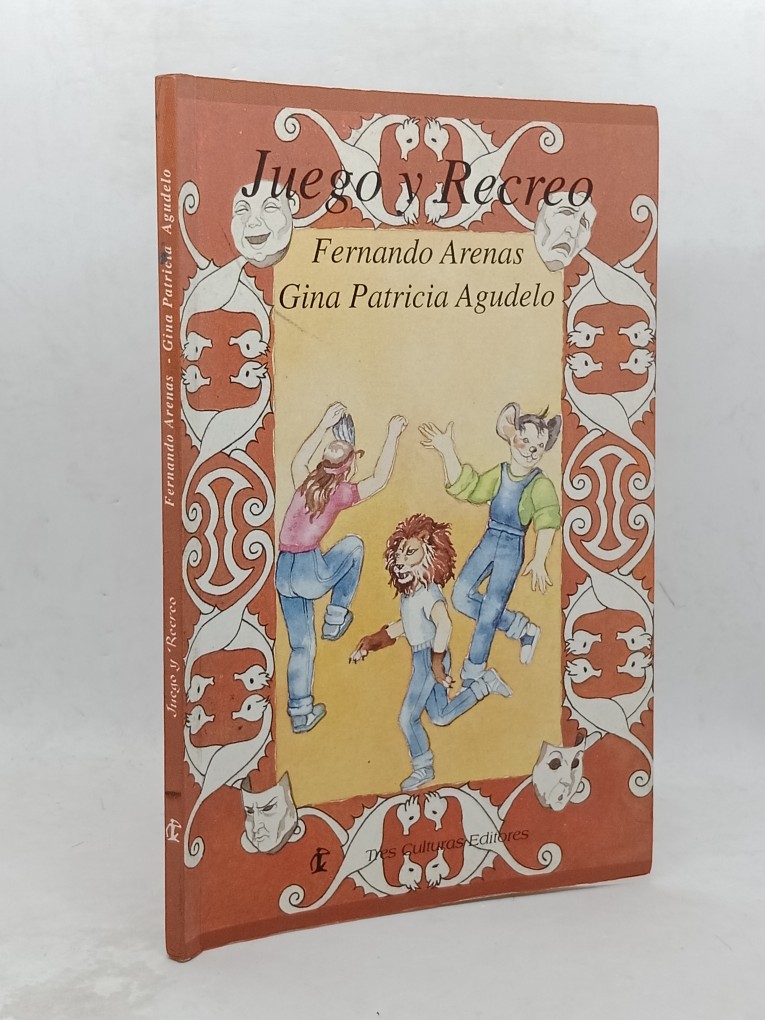 Juego y Recreo
Fernando Arenas
Gina Patricia Agudelo
Tres Culturas Editores
Juego y Recreo
Fernando Arenas - Gina Patricia Agudelo